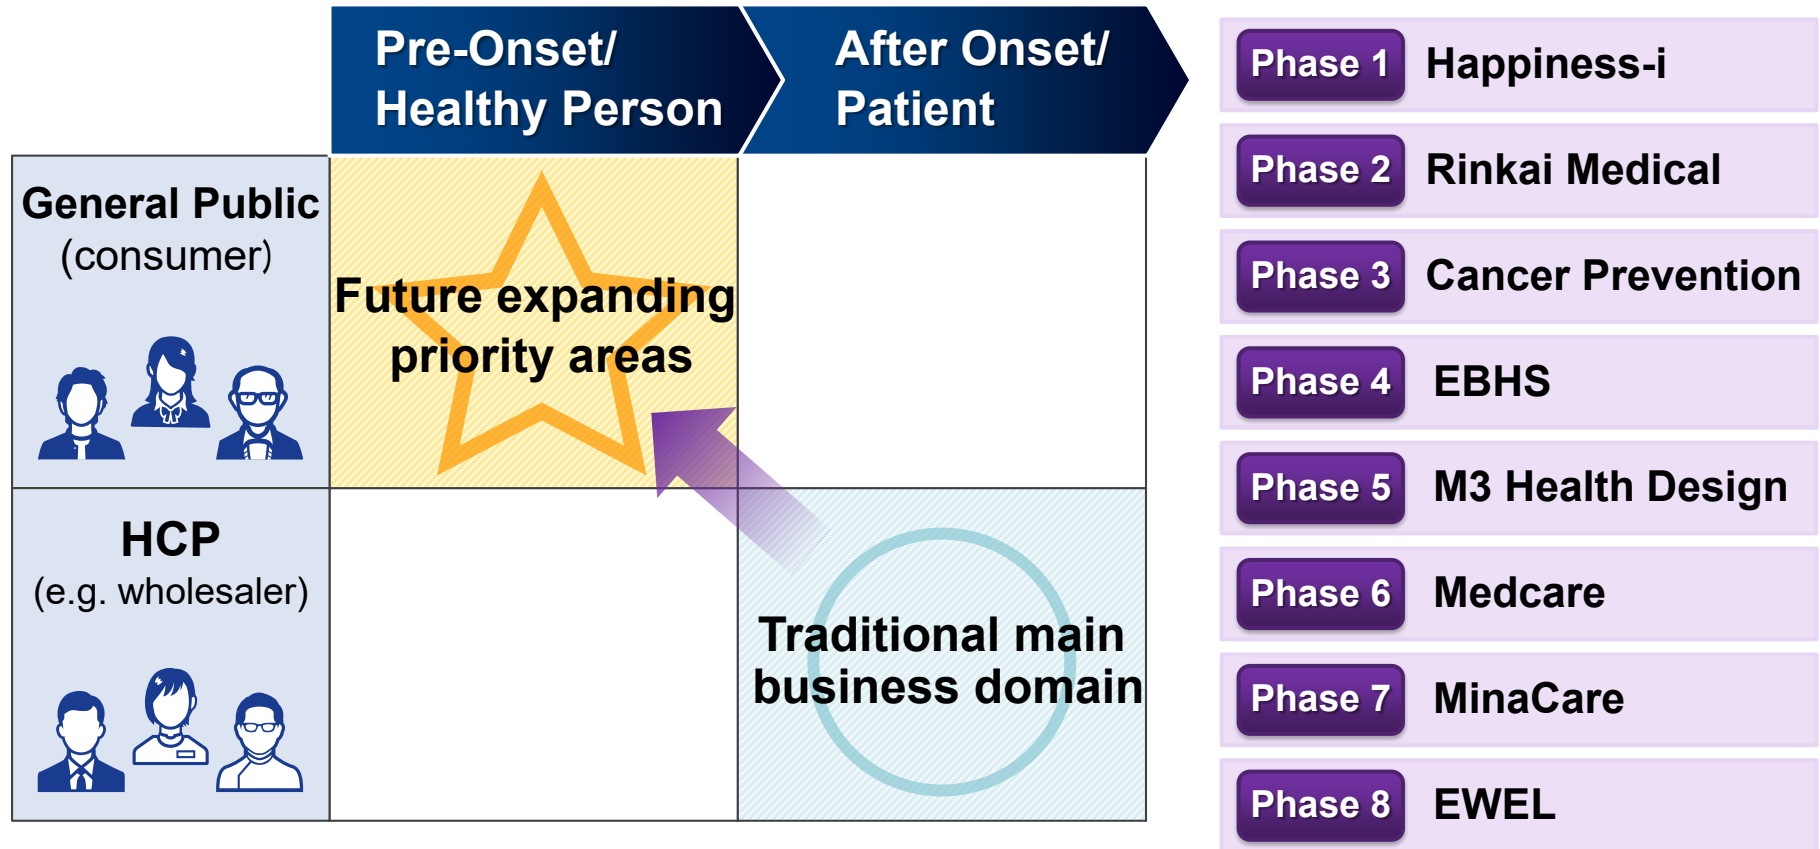 Pre-Onset/
Healthy Person
After Onset/
Patient
General Public
(consumer)
Future expanding
priority areas
HCP
(e.g. wholesaler)
Traditional main
business domain
Phase 1 Happiness-i
Phase 2 Rinkai Medical
Phase 3 Cancer Prevention
Phase 4 EBHS
Phase 5 M3 Health Design
Phase 6 Medcare
Phase 7 MinaCare
Phase 8 EWEL